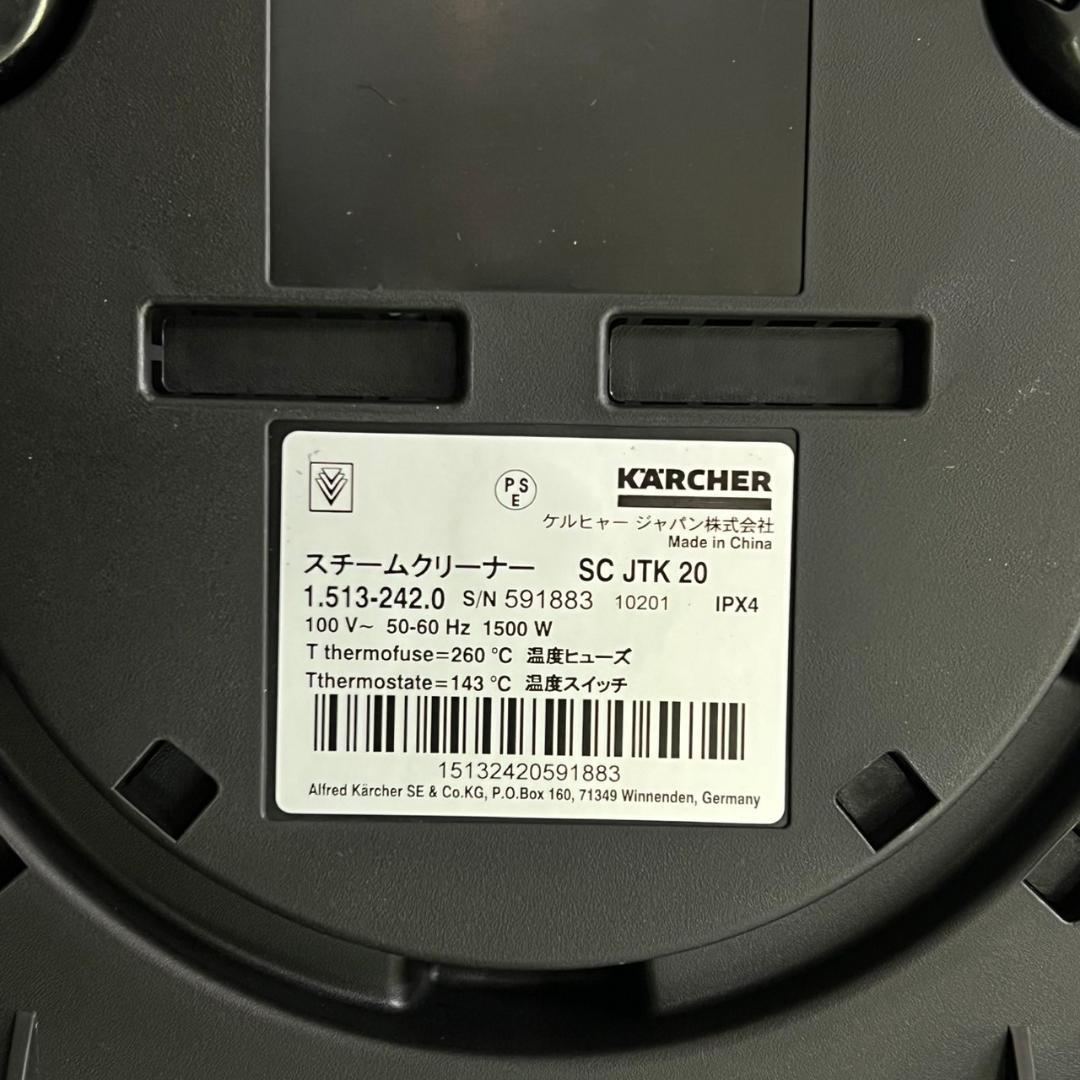 PS
E
KÄRCHER
ケルヒャー ジャパン株式会社
Made in China
スチームクリーナー SC JTK 20
1.513-242.0 S/N 591883 10201 IPX4
100 V~ 50-60 Hz 1500 W
T thermofuse=260 °C 温度ヒューズ
Tthermostate=143 °C 温度スイッチ
15132420591883
Alfred Kärcher SE & Co.KG, P.O.Box 160, 71349 Winnenden, Germany